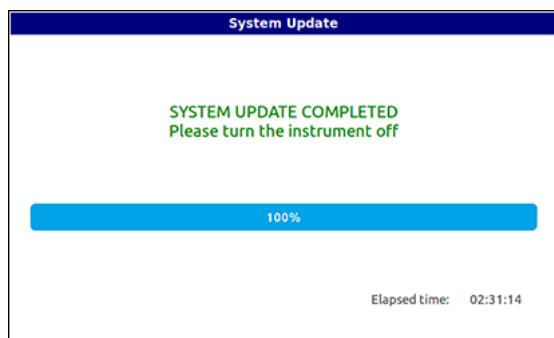 System Update
SYSTEM UPDATE COMPLETED
Please turn the instrument off
100%
Elapsed time: 02:31:14